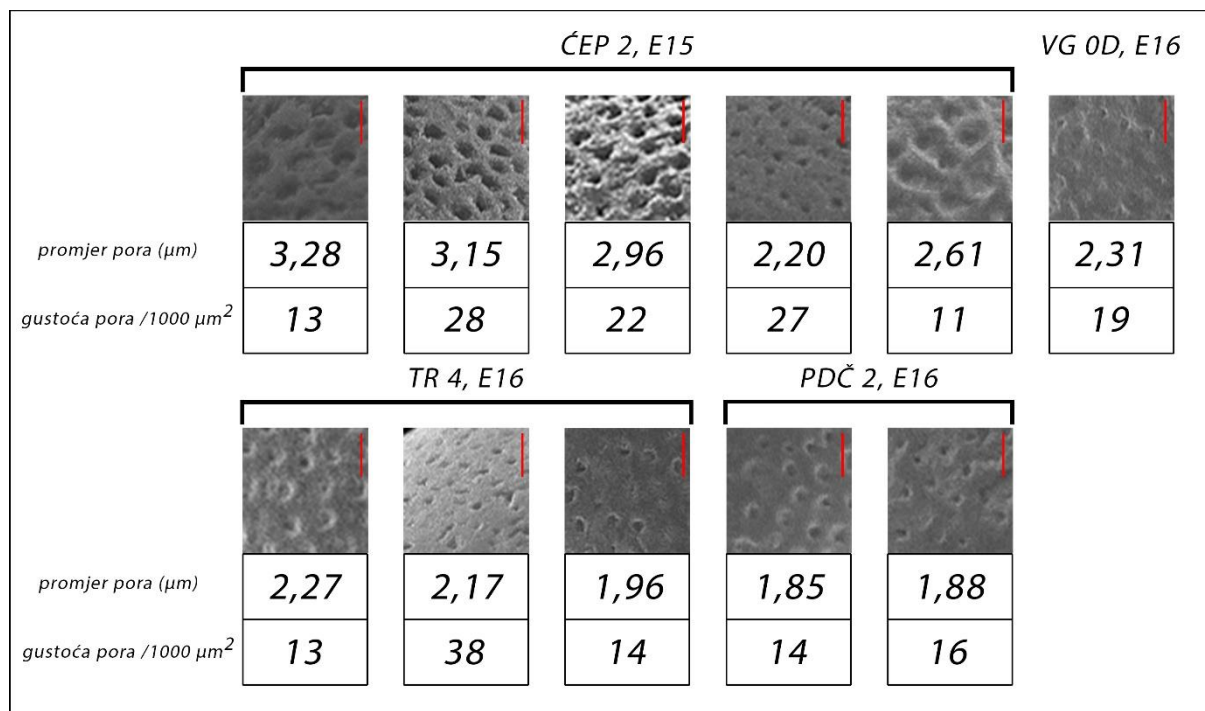 ĆEP 2, E15 VG 0D, E16
promjer pora (µm) 3,28 3,15 2,96 2,20 2,61 2,31
gustoća pora /1000 µm² 13 28 22 27 11 19
TR 4, E16 PDČ 2, E16
promjer pora (µm) 2,27 2,17 1,96 1,85 1,88
gustoća pora /1000 µm² 13 38 14 14 16